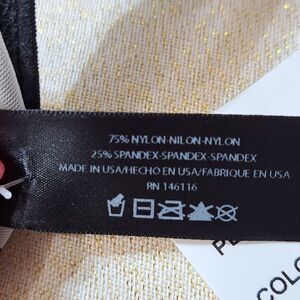 75% NYLON-NILON-NYLON
25% SPANDEX-SPANDEX-SPANDEX
MADE IN USA/HECHO EN USA/FABRIQUE EN USA
RN 146116
COLO